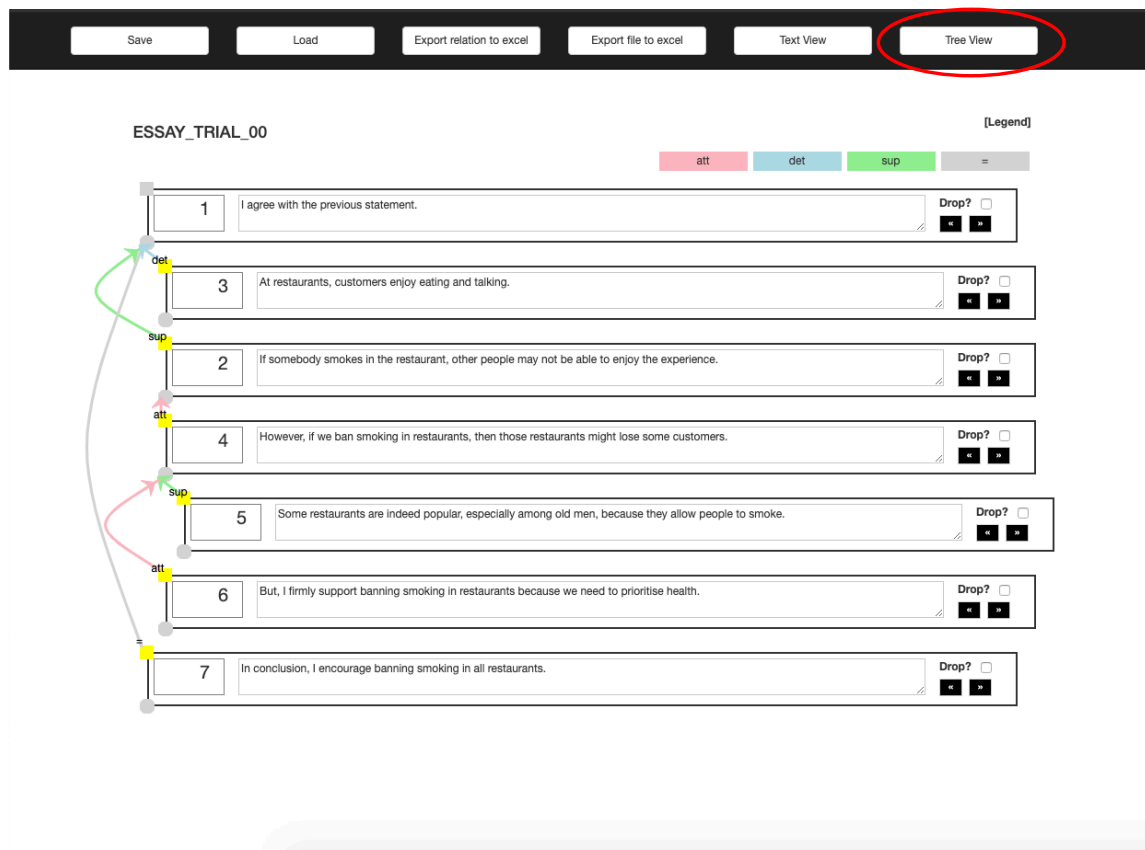 Save Load Export relation to excel Export file to excel Text View Tree View
ESSAY_TRIAL_00
[Legend]
att det sup =
1 I agree with the previous statement. Drop?
« »
det
3 At restaurants, customers enjoy eating and talking. Drop?
« »
sup
2 If somebody smokes in the restaurant, other people may not be able to enjoy the experience. Drop?
« »
att
4 However, if we ban smoking in restaurants, then those restaurants might lose some customers. Drop?
« »
sup
5 Some restaurants are indeed popular, especially among old men, because they allow people to smoke. Drop?
« »
att
6 But, I firmly support banning smoking in restaurants because we need to prioritise health. Drop?
« »
=
7 In conclusion, I encourage banning smoking in all restaurants. Drop?
« »